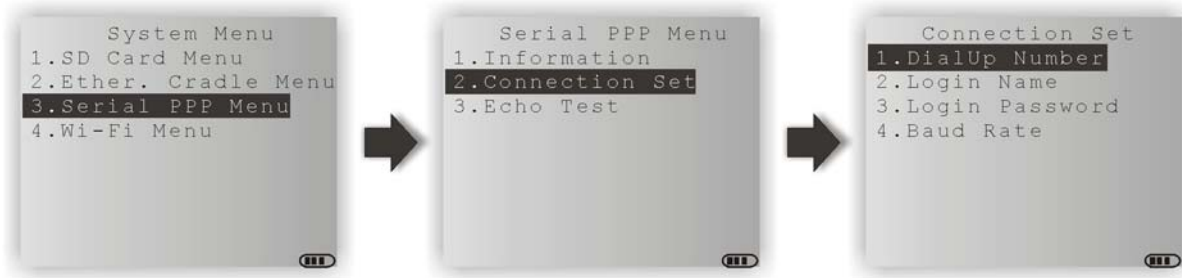 System Menu
1.SD Card Menu
2.Ether. Cradle Menu
3.Serial PPP Menu
4.Wi-Fi Menu
Serial PPP Menu
1.Information
2.Connection Set
3.Echo Test
Connection Set
1.DialUp Number
2.Login Name
3.Login Password
4.Baud Rate